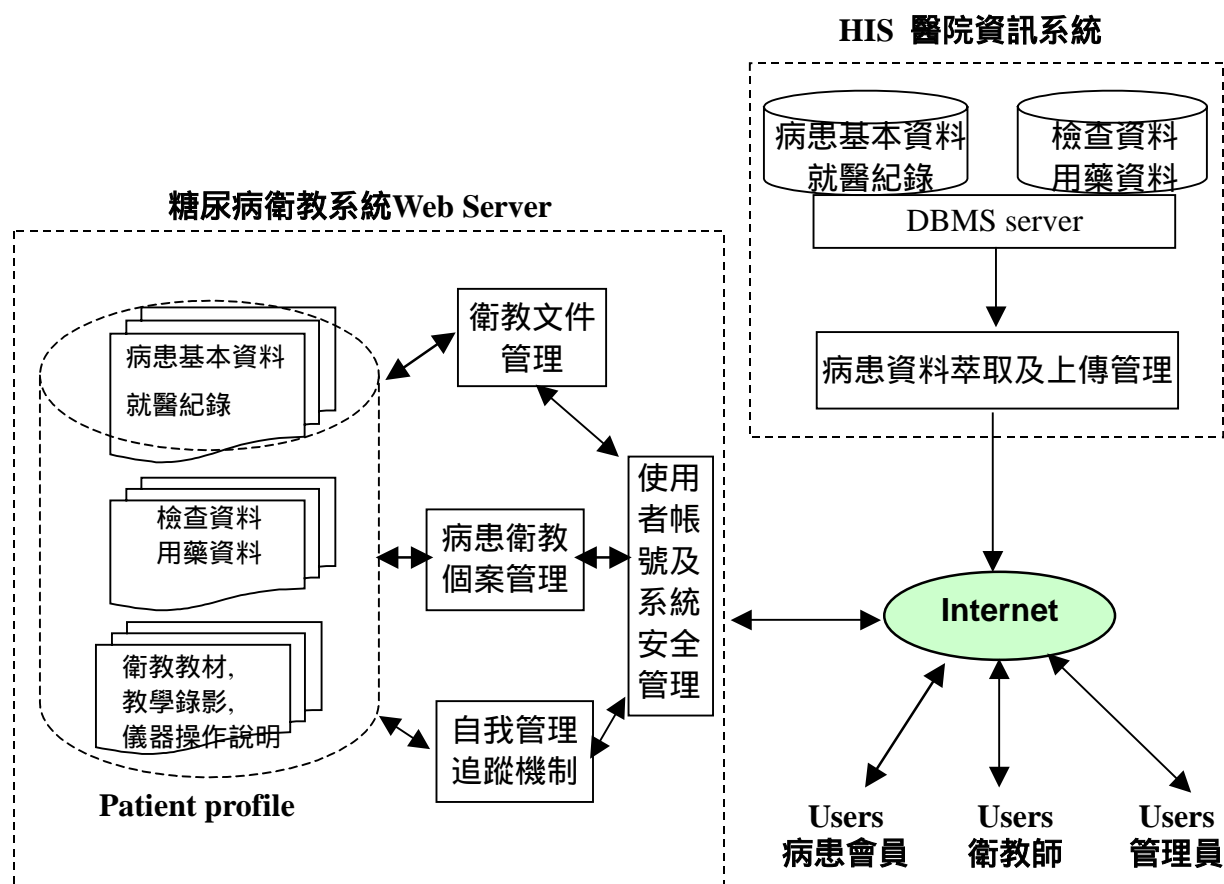 HIS 醫院資訊系統
病患基本資料
就醫紀錄
檢查資料
用藥資料
DBMS server
病患資料萃取及上傳管理
糖尿病衛教系統Web Server
病患基本資料
就醫紀錄
檢查資料
用藥資料
衛教教材,
教學錄影,
儀器操作說明
Patient profile
衛教文件
管理
病患衛教
個案管理
自我管理
追蹤機制
使用
者帳
號及
系統
安全
管理
Internet
Users
病患會員
Users
衛教師
Users
管理員